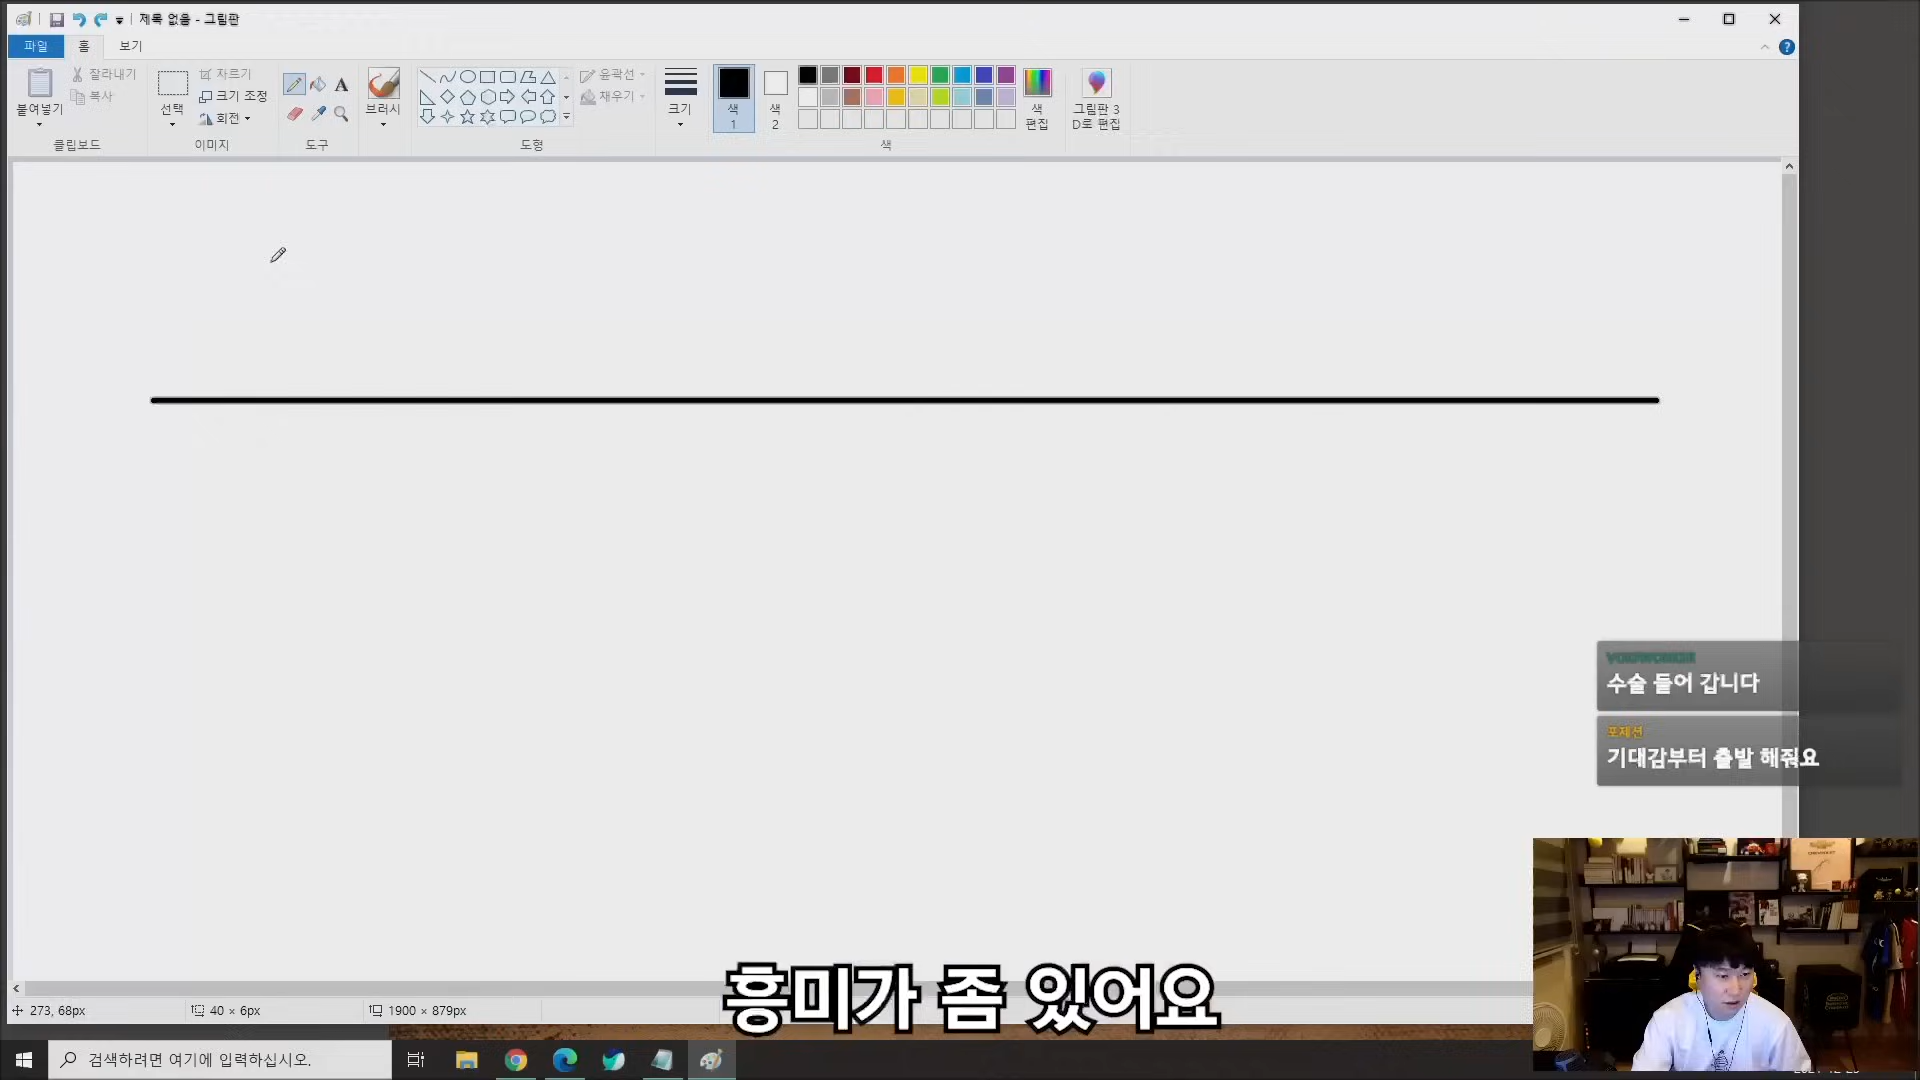 제목 없음 - 그림판
파일
홈
보기
붙여넣기
잘라내기
복사
클립보드
선택
자르기
크기 조정
회전
이미지
도구
브러시
윤곽선
채우기
도형
크기
색
1
색
2
색
편집
색
그림판 3
D로 편집
수술 들어 갑니다
포제션
기대감부터 출발 해줘요
흥미가 좀 있어요
273, 68px
40 × 6px
1900 × 879px
검색하려면 여기에 입력하십시오.